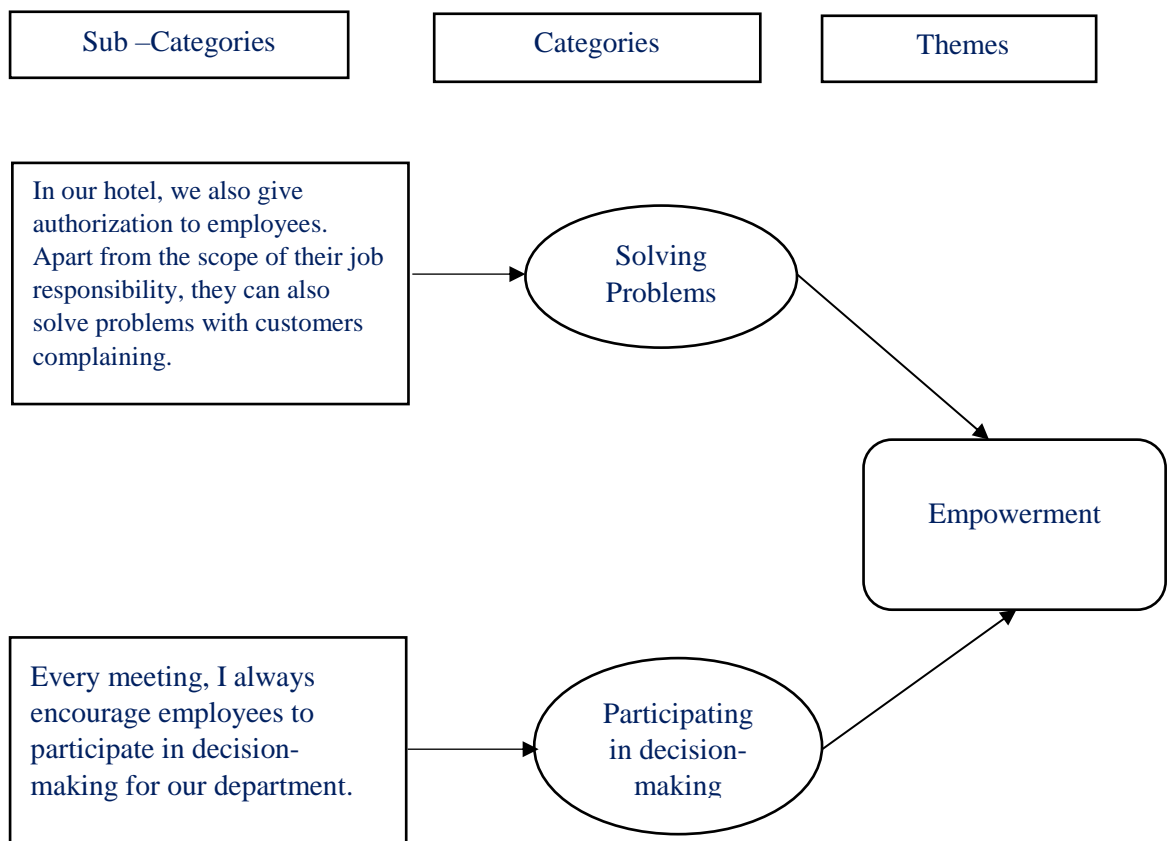 Sub –Categories
Categories
Themes
In our hotel, we also give
authorization to employees.
Apart from the scope of their job
responsibility, they can also
solve problems with customers
complaining.
Solving
Problems
Empowerment
Every meeting, I always
encourage employees to
participate in decision-
making for our department.
Participating
in decision-
making